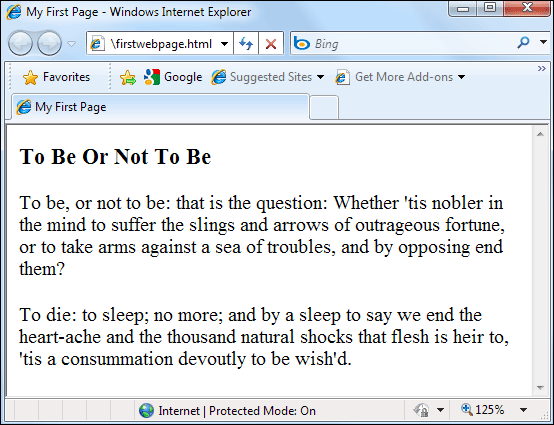 My First Page - Windows Internet Explorer
\firstwebpage.html
Bing
Favorites
Google
Suggested Sites
Get More Add-ons
My First Page
To Be Or Not To Be
To be, or not to be: that is the question: Whether 'tis nobler in
the mind to suffer the slings and arrows of outrageous fortune,
or to take arms against a sea of troubles, and by opposing end
them?
To die: to sleep; no more; and by a sleep to say we end the
heart-ache and the thousand natural shocks that flesh is heir to,
'tis a consummation devoutly to be wish'd.
Internet | Protected Mode: On
125%